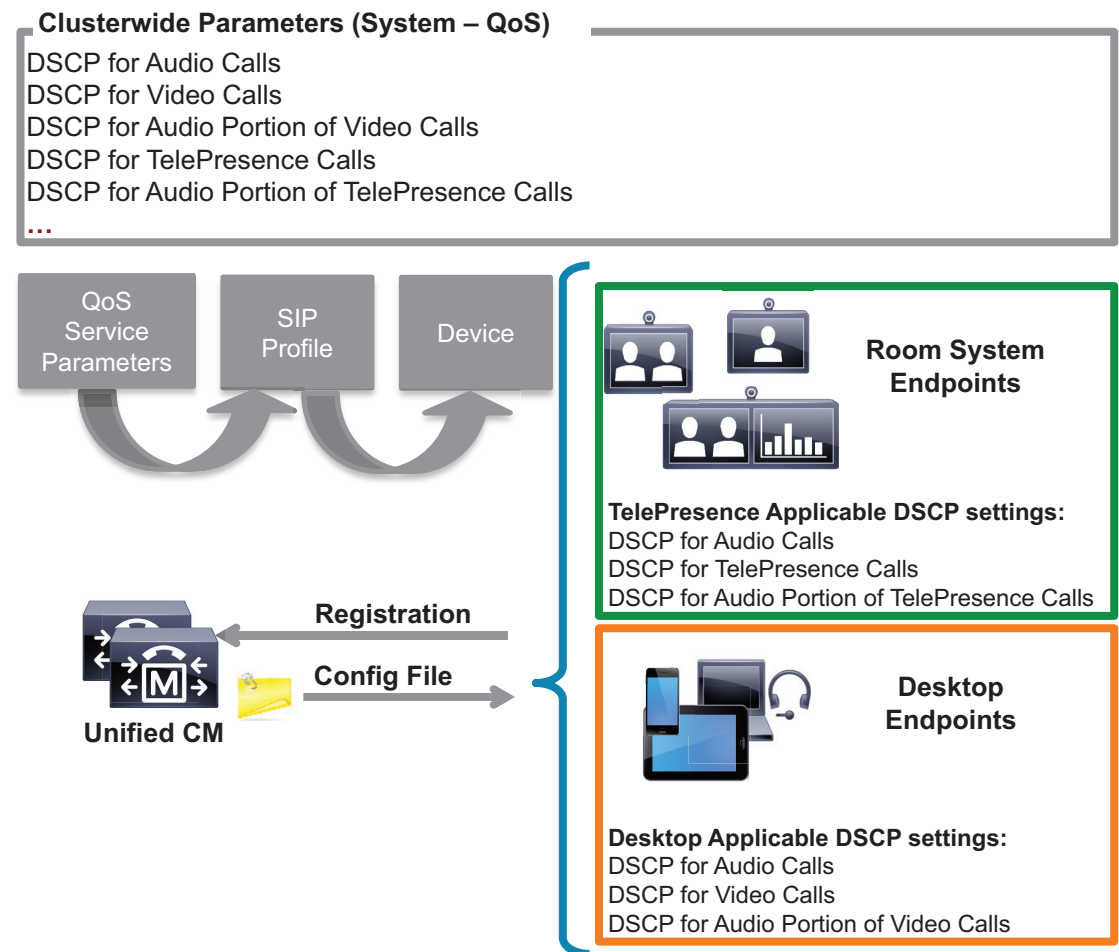 Clusterwide Parameters (System – QoS)
DSCP for Audio Calls
DSCP for Video Calls
DSCP for Audio Portion of Video Calls
DSCP for TelePresence Calls
DSCP for Audio Portion of TelePresence Calls
...
QoS
Service
Parameters
SIP
Profile
Device
Room System
Endpoints
TelePresence Applicable DSCP settings:
DSCP for Audio Calls
DSCP for TelePresence Calls
DSCP for Audio Portion of TelePresence Calls
Registration
Config File
M
Unified CM
Desktop
Endpoints
Desktop Applicable DSCP settings:
DSCP for Audio Calls
DSCP for Video Calls
DSCP for Audio Portion of Video Calls